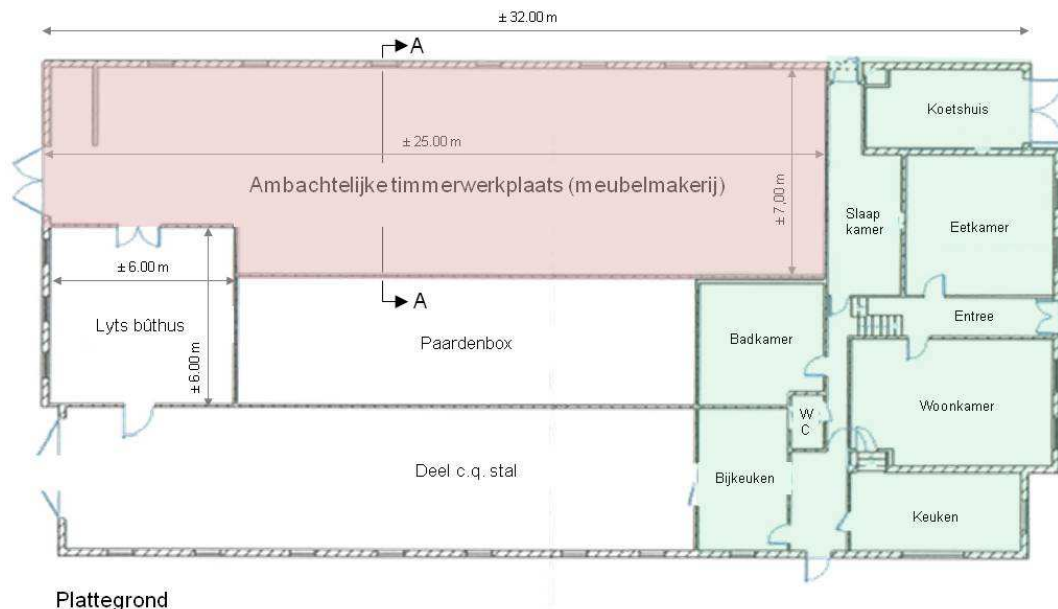 ± 32.00 m
A
Koetshuis
± 25.00 m
Ambachtelijke timmerwerkplaats (meubelmakerij)
± 7,00 m
Slaap
kamer
Eetkamer
± 6.00 m
± 6.00 m
Lyts bûthus
A
Paardenbox
Badkamer
Entree
W
C
Woonkamer
Deel c.q. stal
Bijkeuken
Keuken
Plattegrond